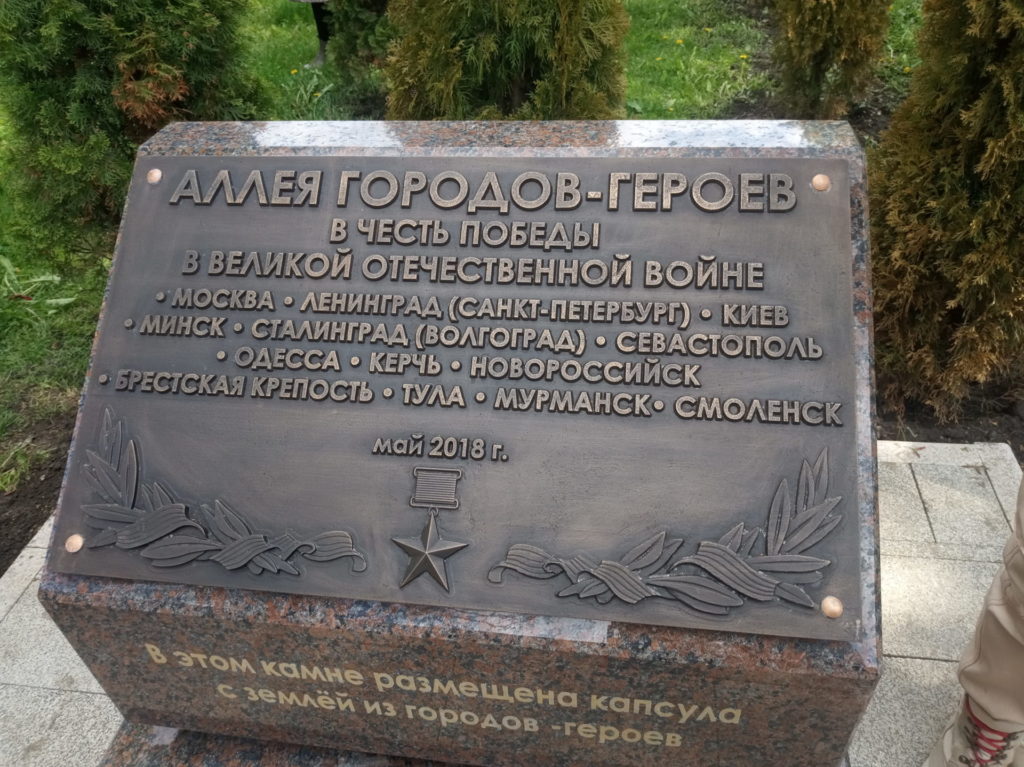 АЛЛЕЯ ГОРОДОВ-ГЕРОЕВ
В ЧЕСТЬ ПОБЕДЫ
В ВЕЛИКОЙ ОТЕЧЕСТВЕННОЙ ВОЙНЕ
• МОСКВА • ЛЕНИНГРАД (САНКТ-ПЕТЕРБУРГ) • КИЕВ
• МИНСК • СТАЛИНГРАД (ВОЛГОГРАД) • СЕВАСТОПОЛЬ
• ОДЕССА • КЕРЧЬ • НОВОРОССИЙСК
• БРЕСТСКАЯ КРЕПОСТЬ • ТУЛА • МУРМАНСК • СМОЛЕНСК
май 2018 г.
В этом камне размещена капсула
с землёй из городов -героев